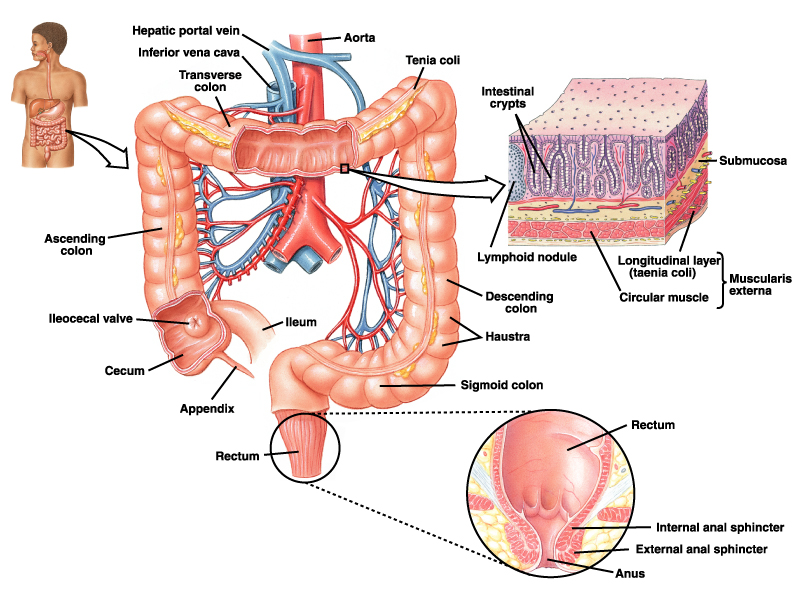 Hepatic portal vein
Inferior vena cava
Transverse
colon
Aorta
Tenia coli
Intestinal
crypts
Submucosa
Lymphoid nodule
Longitudinal layer
(taenia coli)
Circular muscle
Muscularis
externa
Ascending
colon
Descending
colon
Ileocecal valve
Ileum
Haustra
Cecum
Sigmoid colon
Appendix
Rectum
Rectum
Internal anal sphincter
External anal sphincter
Anus